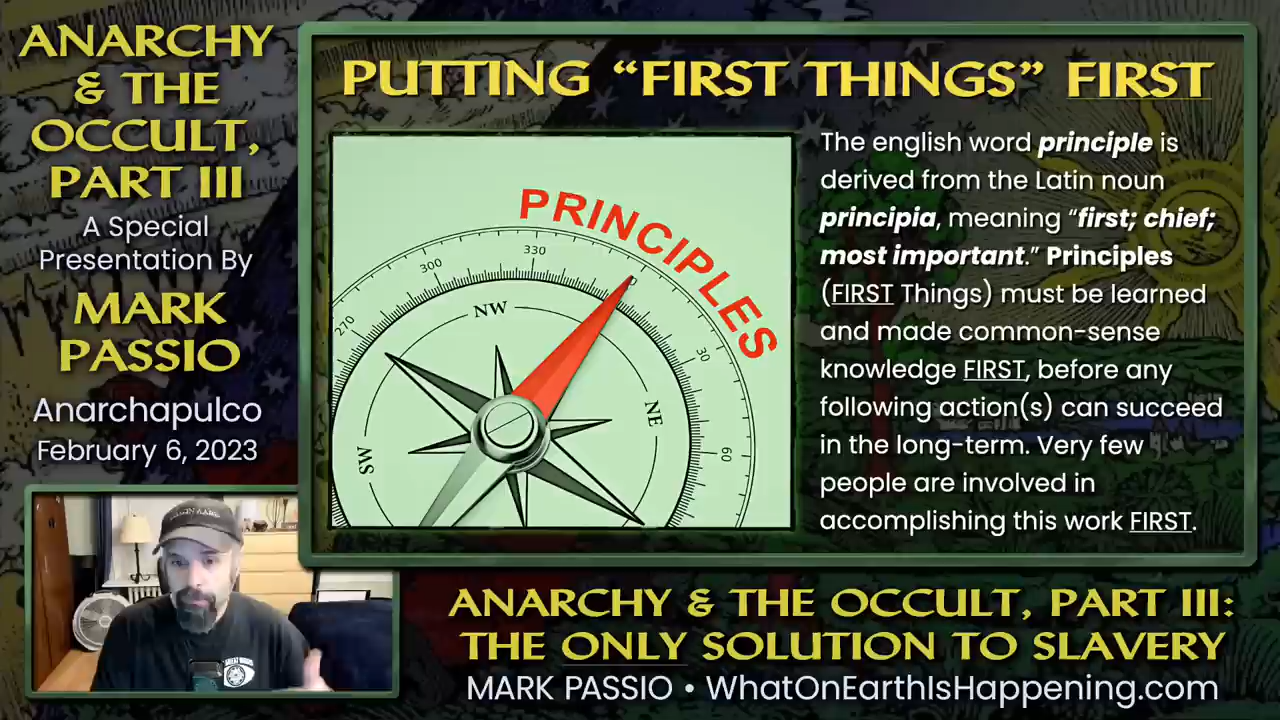 ANARCHY
& THE
OCCULT,
PART III
A Special
Presentation By
MARK
PASSIO
Anarchapulco
February 6, 2023
PUTTING “FIRST THINGS” FIRST
PRINCIPLES
270
300
330
0
30
60
NW
NE
SW
The english word principle is
derived from the Latin noun
principia, meaning “first; chief;
most important.” Principles
(FIRST Things) must be learned
and made common-sense
knowledge FIRST, before any
following action(s) can succeed
in the long-term. Very few
people are involved in
accomplishing this work FIRST.
ANARCHY & THE OCCULT, PART III:
THE ONLY SOLUTION TO SLAVERY
MARK PASSIO • WhatOnEarthIsHappening.com